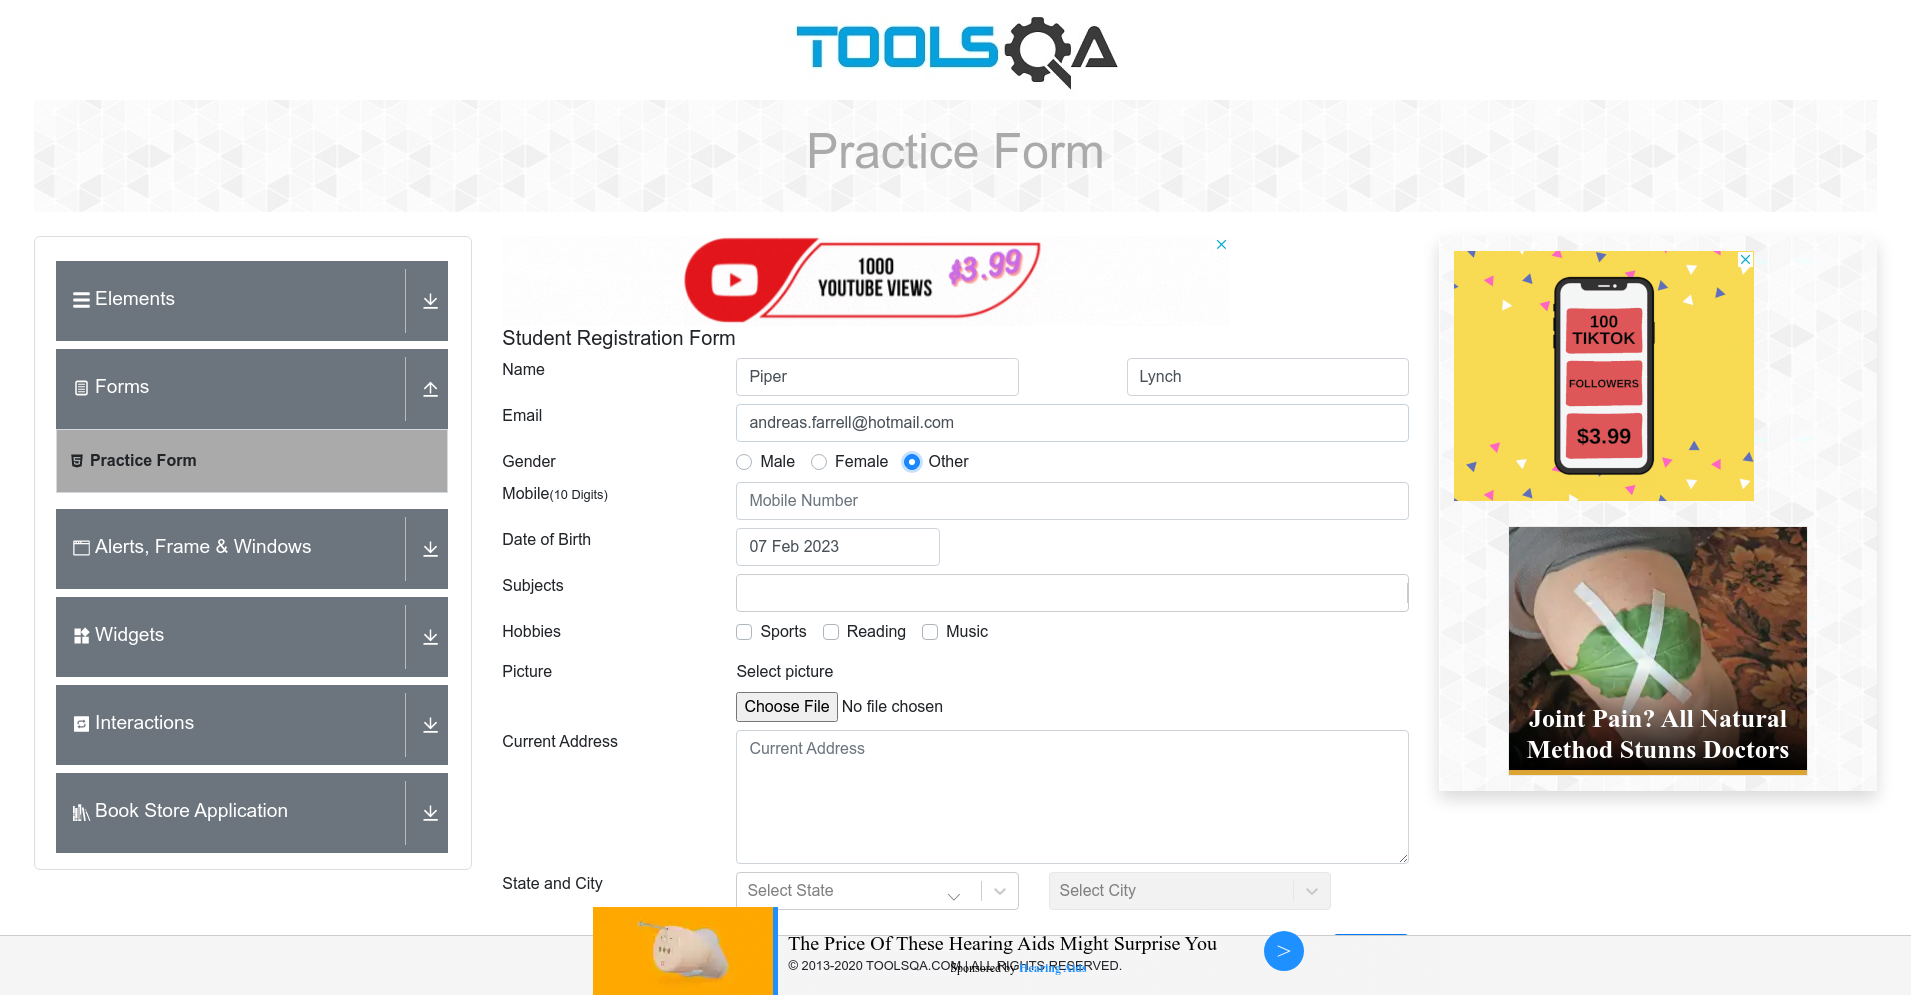 TOOLSQA
Practice Form
Elements
Forms
Practice Form
Alerts, Frame & Windows
Widgets
Interactions
Book Store Application
1000
YOUTUBE VIEWS
$3.99
Student Registration Form
Name
Piper
Lynch
Email
andreas.farrell@hotmail.com
Gender
Male
Female
Other
Mobile(10 Digits)
Mobile Number
Date of Birth
07 Feb 2023
Subjects
Hobbies
Sports
Reading
Music
Picture
Select picture
Choose File No file chosen
Current Address
Current Address
State and City
Select State
Select City
100
TIKTOK
FOLLOWERS
$3.99
Joint Pain? All Natural
Method Stunns Doctors
The Price Of These Hearing Aids Might Surprise You
>
© 2013-2020 TOOLSQA.COM | ALL RIGHTS RESERVED.
Sponsored by Hearing Aids